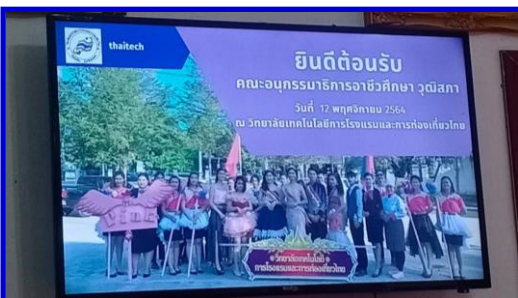 thaitech
ยินดีต้อนรับ
คณะอนุกรรมาธิการอาชีวศึกษา วุฒิสภา
วันที่ 12 พฤศจิกายน 2564
ณ วิทยาลัยเทคโนโลยีการโรงแรมและการท่องเที่ยวไทย
วิทยาลัยเทคโนโลยี
การโรงแรมและการท่องเที่ยวไทย